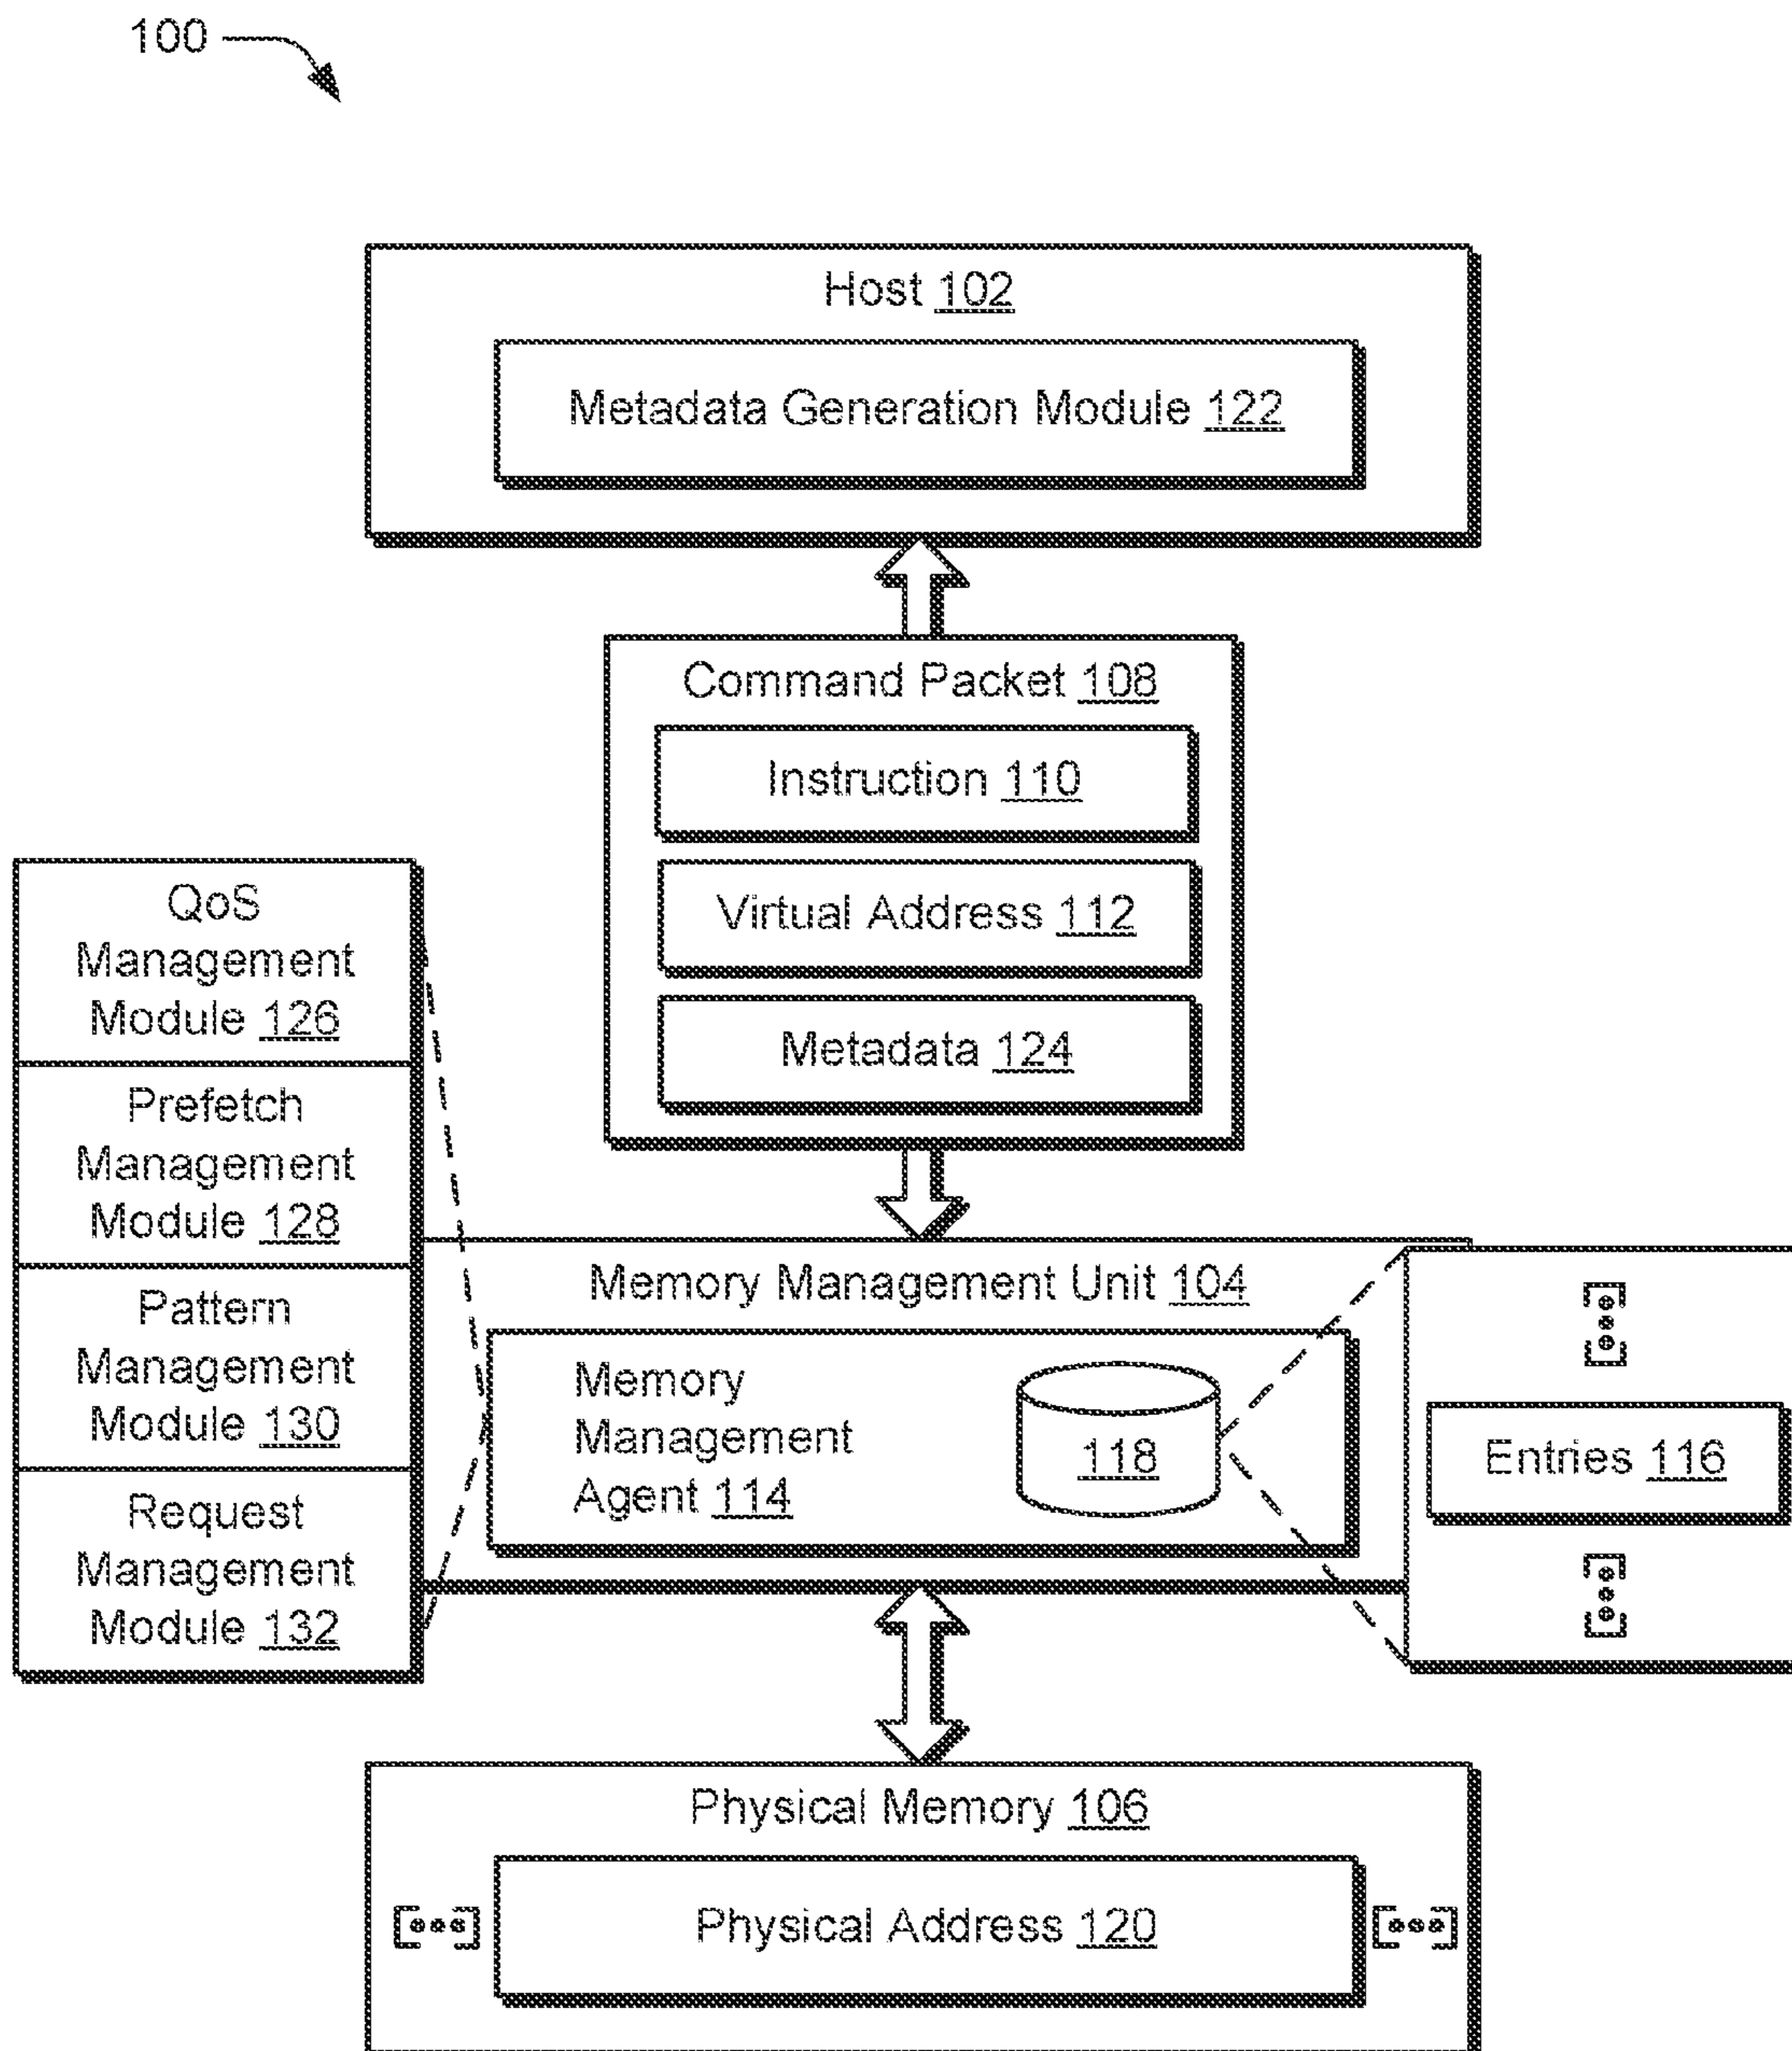 100
Host 102
Metadata Generation Module 122
Command Packet 108
Instruction 110
Virtual Address 112
Metadata 124
QoS
Management
Module 126
Prefetch
Management
Module 128
Pattern
Management
Module 130
Request
Management
Module 132
Memory Management Unit 104
Memory
Management
Agent 114
118
Entries 116
Physical Memory 106
Physical Address 120